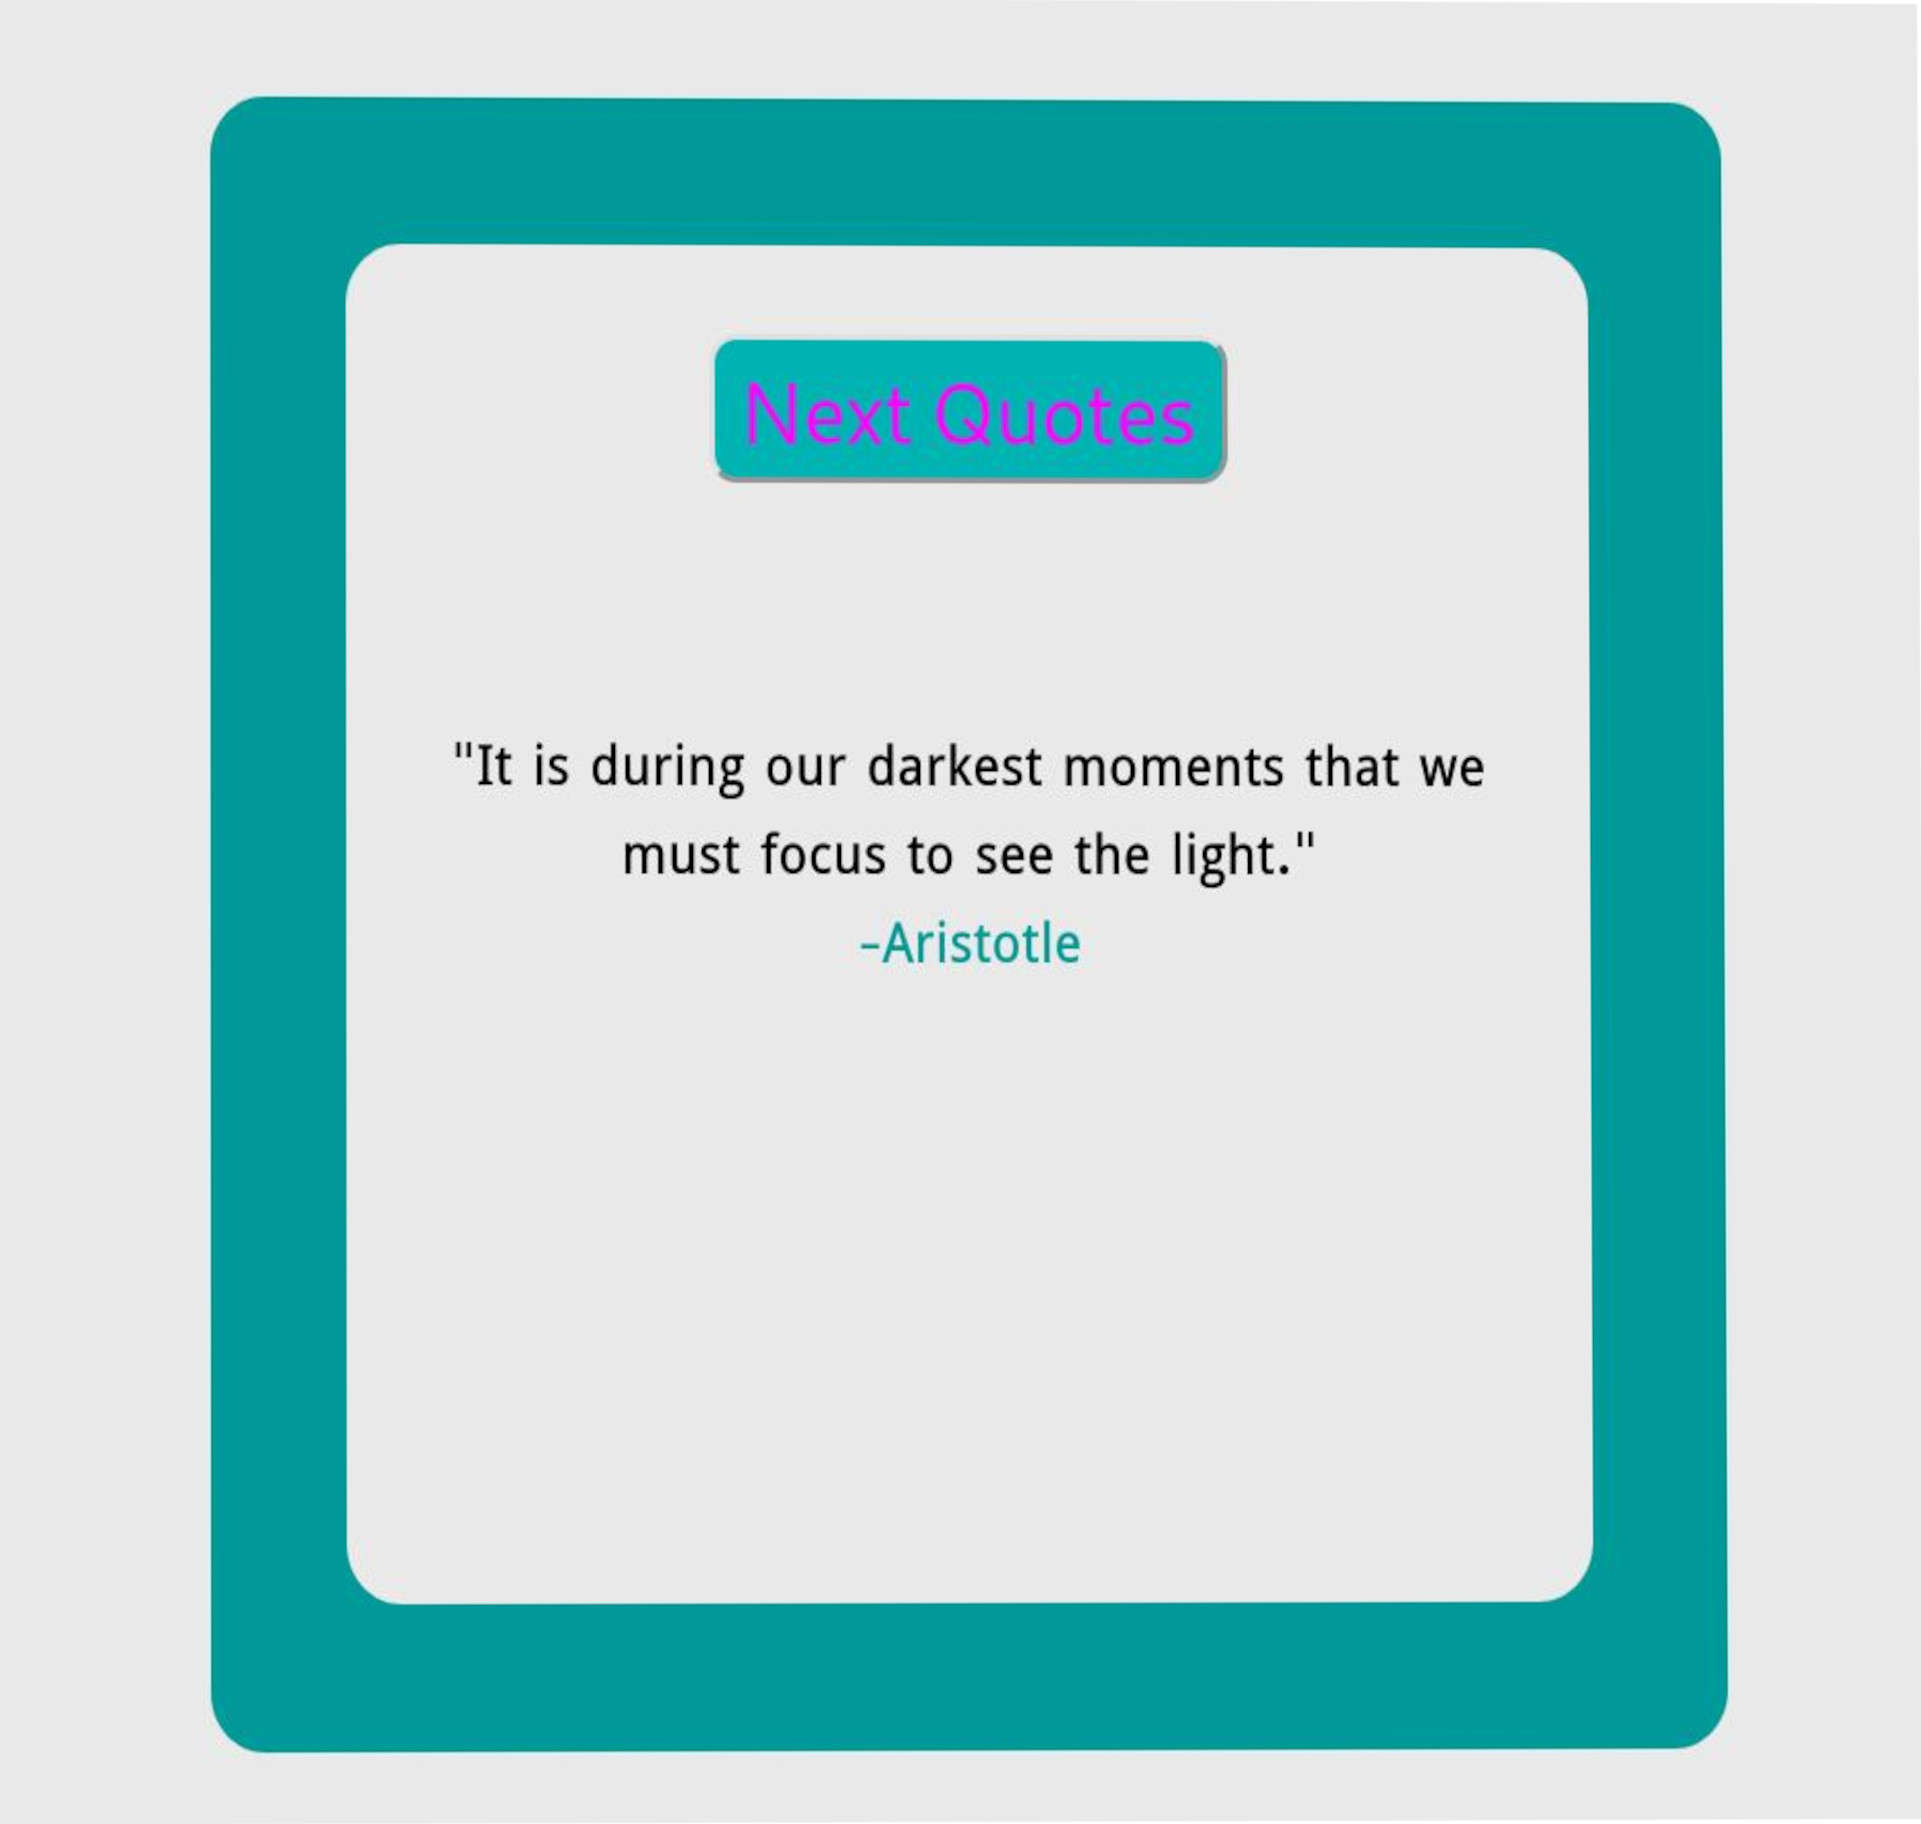 Next Quotes
"It is during our darkest moments that we
must focus to see the light."
-Aristotle